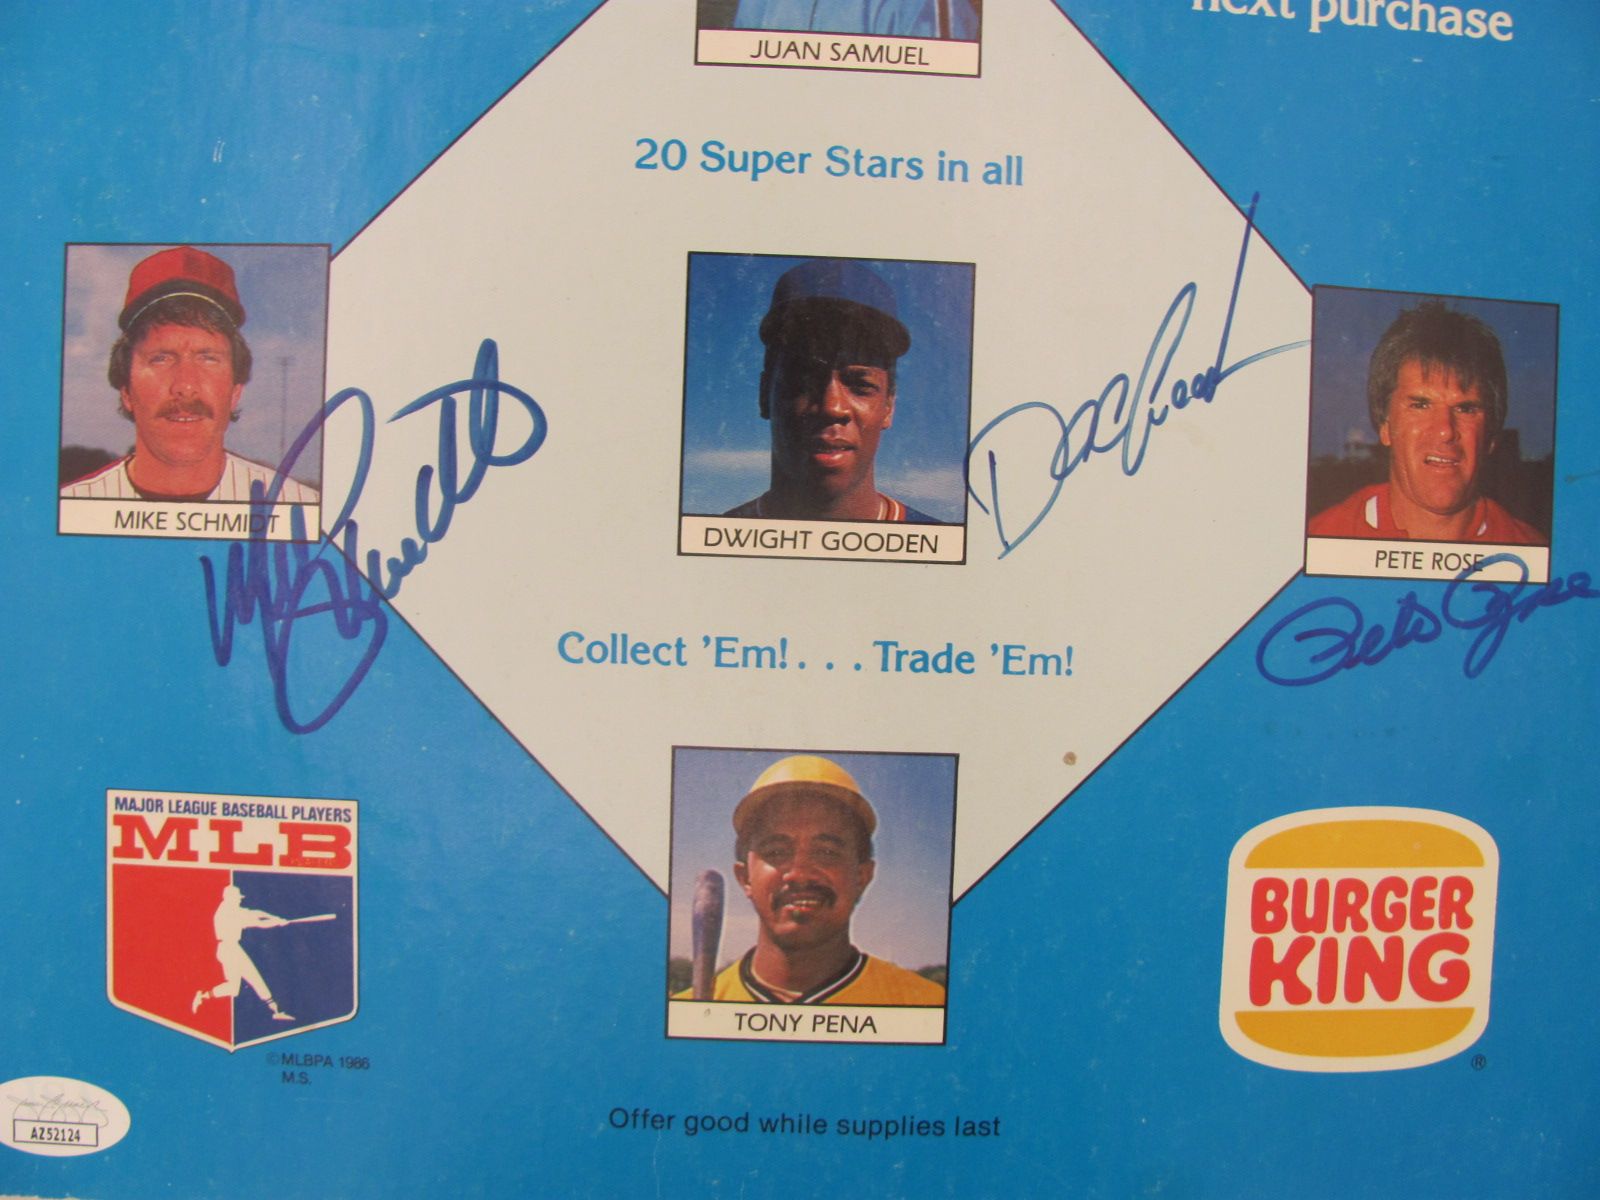 next purchase
JUAN SAMUEL
20 Super Stars in all
MIKE SCHMIDT
DWIGHT GOODEN
PETE ROSE
Pete Rose
Collect 'Em!. . . Trade 'Em!
MAJOR LEAGUE BASEBALL PLAYERS
MLB
©MLBPA 1986
M.S.
TONY PENA
BURGER
KING
®
AZ52124
Offer good while supplies last